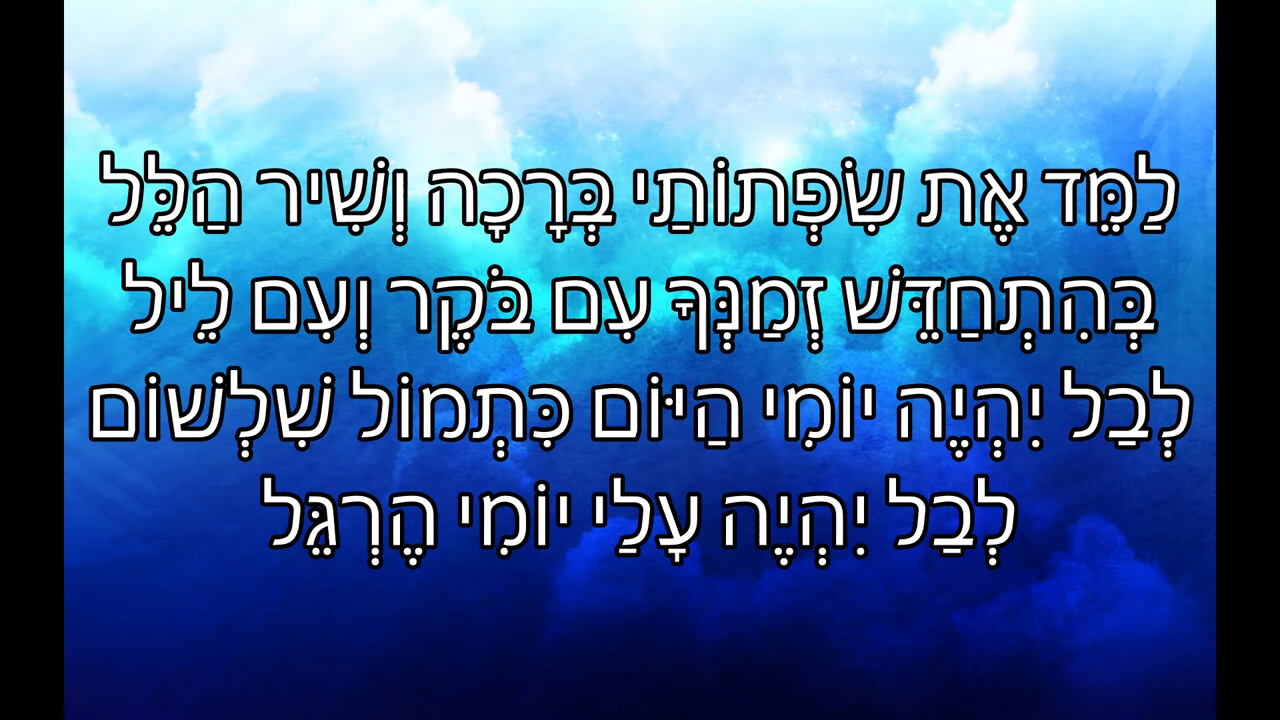 לַמֵּד אֶת שִׂפְתוֹתַי בְּרָכָה וְשִׁיר הַלֵּל
בְּהִתְחַדֵּשׁ זְמַנְּךָ עִם בֹּקֶר וְעִם לֵיל
לְבַל יִהְיֶה יוֹמִי הַיּוֹם כִּתְמוֹל שִׁלְשׁוֹם
לְבַל יִהְיֶה עָלַי יוֹמִי הֶרְגֵּל